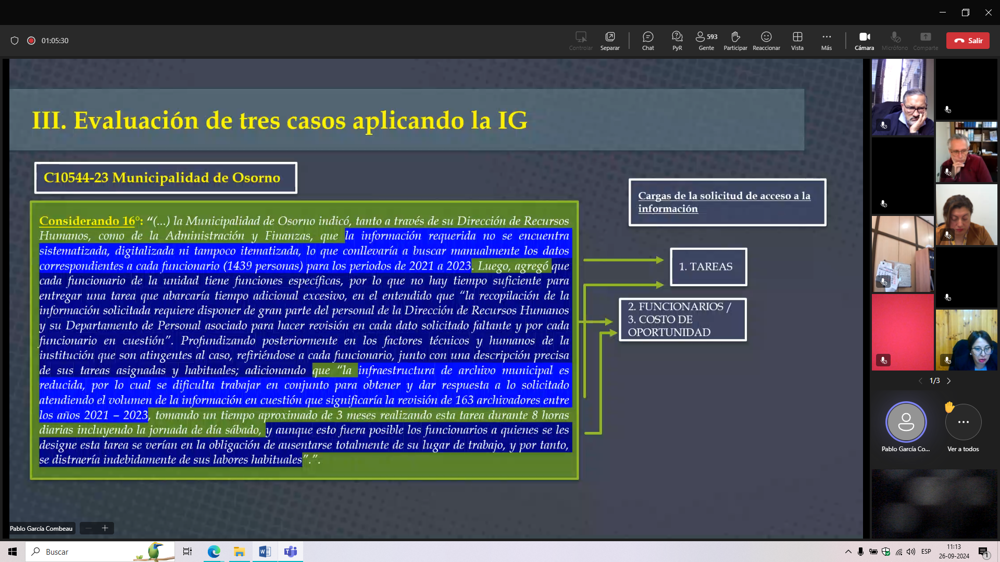 01:05:30
Controlar
Separar
Chat
PyR
593
Gente
Participar
Reaccionar
Vista
Más
Cámara
Micrófono
Comparte
Salir
III. Evaluación de tres casos aplicando la IG
C10544-23 Municipalidad de Osorno
Considerando 16°: “(...) la Municipalidad de Osorno indicó, tanto a través de su Dirección de Recursos
Humanos, como de la Administración y Finanzas, que la información requerida no se encuentra
sistematizada, digitalizada ni tampoco itematizada, lo que conllevaría a buscar manualmente los datos
correspondientes a cada funcionario (1439 personas) para los periodos de 2021 a 2023. Luego, agregó que
cada funcionario de la unidad tiene funciones específicas, por lo que no hay tiempo suficiente para
entregar una tarea que abarcaría tiempo adicional excesivo, en el entendido que “la recopilación de la
información solicitada requiere disponer de gran parte del personal de la Dirección de Recursos Humanos
y su Departamento de Personal asociado para hacer revisión en cada dato solicitado faltante y por cada
funcionario en cuestión”. Profundizando posteriormente en los factores técnicos y humanos de la
institución que son atingentes al caso, refiriéndose a cada funcionario, junto con una descripción precisa
de sus tareas asignadas y habituales; adicionando que “la infraestructura de archivo municipal es
reducida, por lo cual se dificulta trabajar en conjunto para obtener y dar respuesta a lo solicitado
atendiendo el volumen de la información en cuestión que significaría la revisión de 163 archivadores entre
los años 2021 – 2023, tomando un tiempo aproximado de 3 meses realizando esta tarea durante 8 horas
diarias incluyendo la jornada de día sábado, y aunque esto fuera posible los funcionarios a quienes se les
designe esta tarea se verían en la obligación de ausentarse totalmente de su lugar de trabajo, y por tanto,
se distraería indebidamente de sus labores habituales”.”.
Cargas de la solicitud de acceso a la
información
1. TAREAS
2. FUNCIONARIOS /
3. COSTO DE
OPORTUNIDAD
1/3
Pablo García Co...
Ver a todos
Pablo García Combeau
Buscar
ESP
11:13
26-09-2024
1